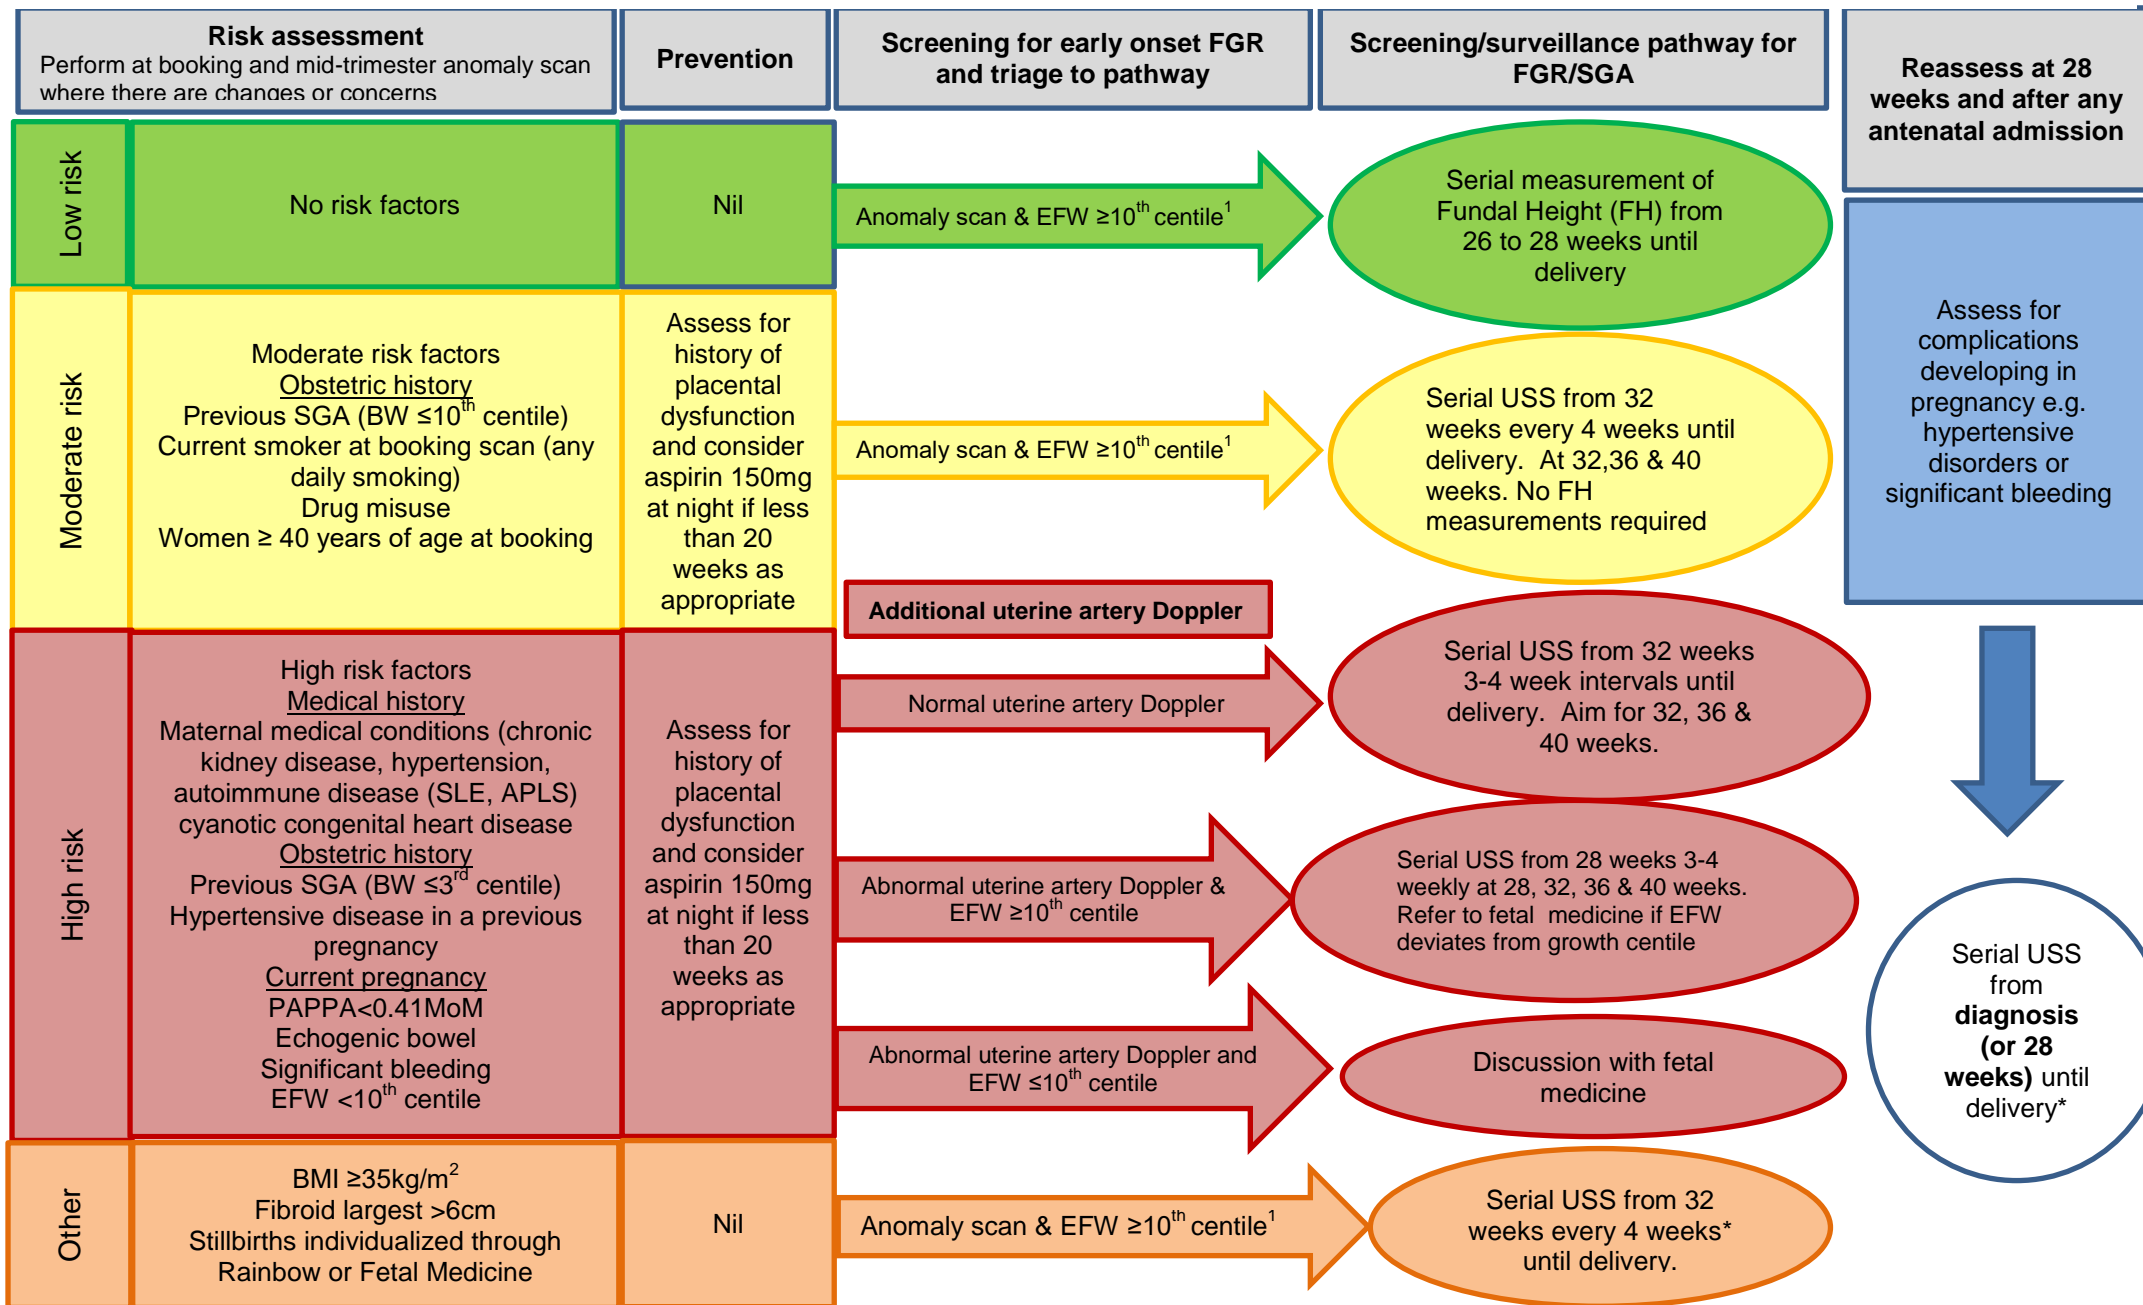 Risk assessment
Perform at booking and mid-trimester anomaly scan
where there are changes or concerns
Prevention
Screening for early onset FGR
and triage to pathway
Screening/surveillance pathway for
FGR/SGA
Reassess at 28
weeks and after any
antenatal admission
Low risk
No risk factors
Nil
Anomaly scan & EFW ≥10th centile1
Serial measurement of
Fundal Height (FH) from
26 to 28 weeks until
delivery
Moderate risk
Moderate risk factors
Obstetric history
Previous SGA (BW ≤10th centile)
Current smoker at booking scan (any
daily smoking)
Drug misuse
Women ≥ 40 years of age at booking
Assess for
history of
placental
dysfunction
and consider
aspirin 150mg
at night if less
than 20
weeks as
appropriate
Anomaly scan & EFW ≥10th centile1
Serial USS from 32
weeks every 4 weeks until
delivery. At 32,36 & 40
weeks. No FH
measurements required
Assess for
complications
developing in
pregnancy e.g.
hypertensive
disorders or
significant bleeding
High risk
High risk factors
Medical history
Maternal medical conditions (chronic
kidney disease, hypertension,
autoimmune disease (SLE, APLS)
cyanotic congenital heart disease
Obstetric history
Previous SGA (BW ≤3rd centile)
Hypertensive disease in a previous
pregnancy
Current pregnancy
PAPPA<0.41MoM
Echogenic bowel
Significant bleeding
EFW <10th centile
Assess for
history of
placental
dysfunction
and consider
aspirin 150mg
at night if less
than 20
weeks as
appropriate
Additional uterine artery Doppler
Normal uterine artery Doppler
Serial USS from 32 weeks
3-4 week intervals until
delivery. Aim for 32, 36 &
40 weeks.
Abnormal uterine artery Doppler &
EFW ≥10th centile
Serial USS from 28 weeks 3-4
weekly at 28, 32, 36 & 40 weeks.
Refer to fetal medicine if EFW
deviates from growth centile
Abnormal uterine artery Doppler and
EFW ≤10th centile
Discussion with fetal
medicine
Serial USS
from
diagnosis
(or 28
weeks) until
delivery*
Other
BMI ≥35kg/m2
Fibroid largest >6cm
Stillbirths individualized through
Rainbow or Fetal Medicine
Nil
Anomaly scan & EFW ≥10th centile1
Serial USS from 32
weeks every 4 weeks*
until delivery.